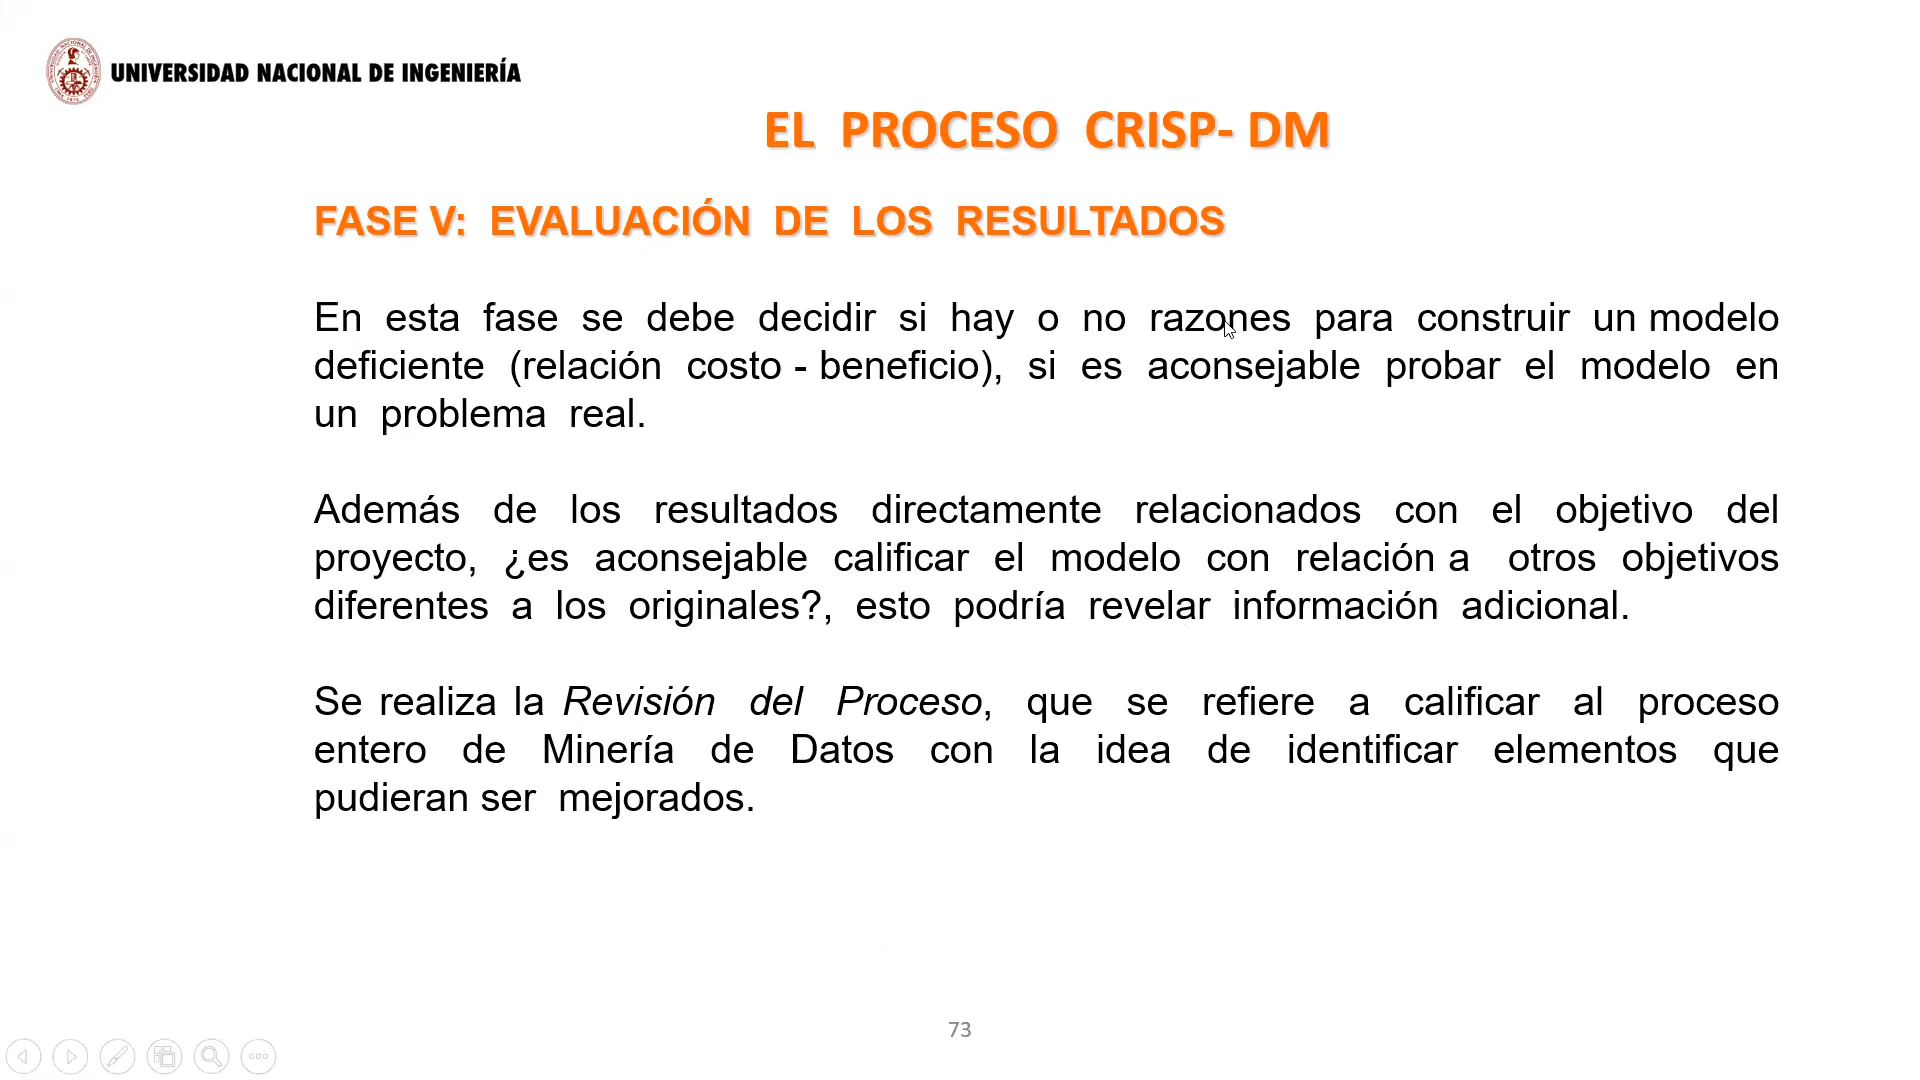 UNIVERSIDAD NACIONAL DE INGENIERÍA
EL PROCESO CRISP- DM
FASE V: EVALUACIÓN DE LOS RESULTADOS
En esta fase se debe decidir si hay o no razones para construir un modelo
deficiente (relación costo - beneficio), si es aconsejable probar el modelo en
un problema real.
Además de los resultados directamente relacionados con el objetivo del
proyecto, ¿es aconsejable calificar el modelo con relación a otros objetivos
diferentes a los originales?, esto podría revelar información adicional.
Se realiza la Revisión del Proceso, que se refiere a calificar al proceso
entero de Minería de Datos con la idea de identificar elementos que
pudieran ser mejorados.
73